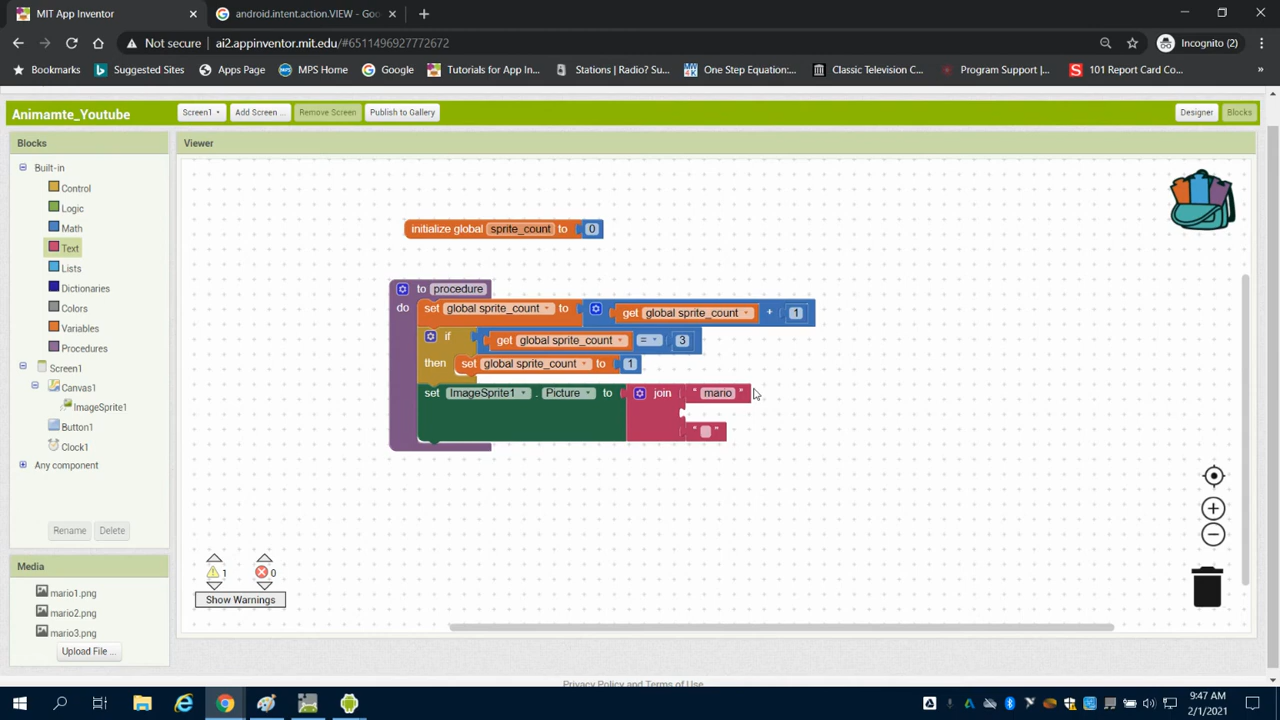 MIT App Inventor
android.intent.action.VIEW - Goo
Not secure
ai2.appinventor.mit.edu/#6511496927772672
Incognito (2)
Bookmarks
Suggested Sites
Apps Page
MPS Home
Google
Tutorials for App In...
Stations | Radio? Su...
One Step Equation:...
Classic Television C...
Program Support |...
101 Report Card Co...
»
Animamte_Youtube
Screen1
Add Screen ...
Remove Screen
Publish to Gallery
Designer
Blocks
Blocks
Viewer
Built-in
Control
Logic
Math
Text
Lists
Dictionaries
Colors
Variables
Procedures
Screen1
Canvas1
ImageSprite1
Button1
Clock1
Any component
Rename
Delete
Media
mario1.png
mario2.png
mario3.png
Upload File ...
initialize global sprite_count to 0
to procedure
do set global sprite_count to get global sprite_count + 1
if get global sprite_count = 3
then set global sprite_count to 1
set ImageSprite1 . Picture to join " mario "
" "
1
0
Show Warnings
Privacy Policy and Terms of Use
9:47 AM
2/1/2021